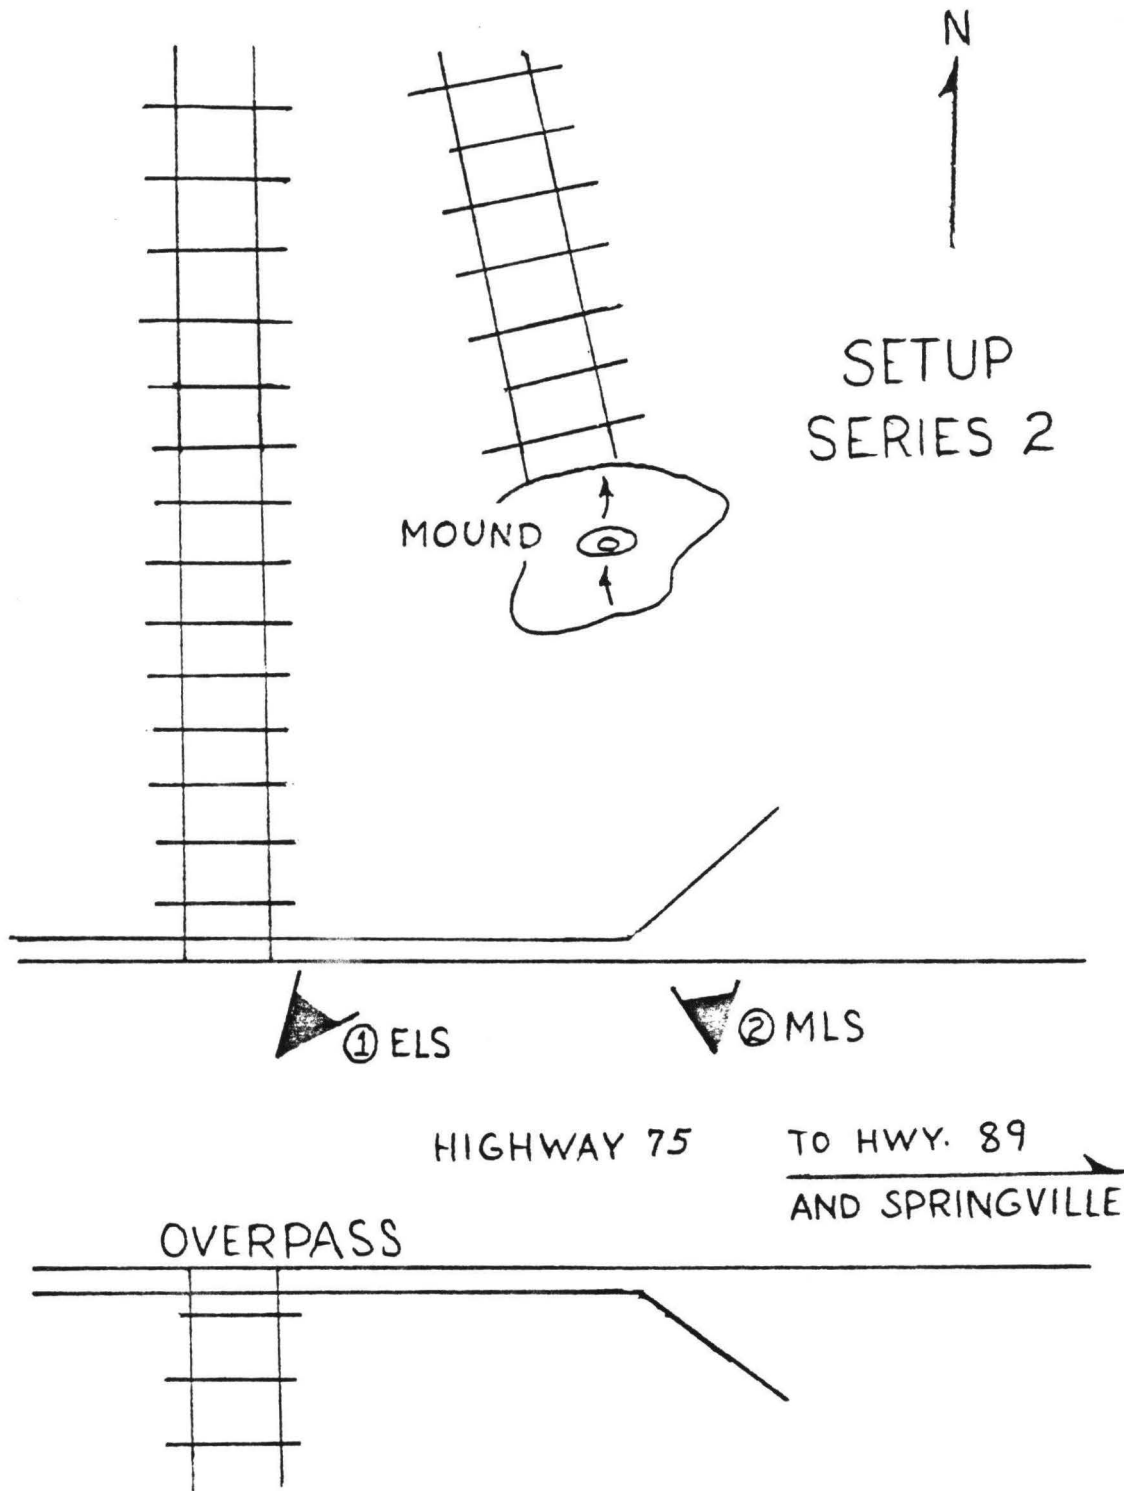 N
SETUP
SERIES 2
MOUND
① ELS
② MLS
HIGHWAY 75
TO HWY. 89
AND SPRINGVILLE
OVERPASS